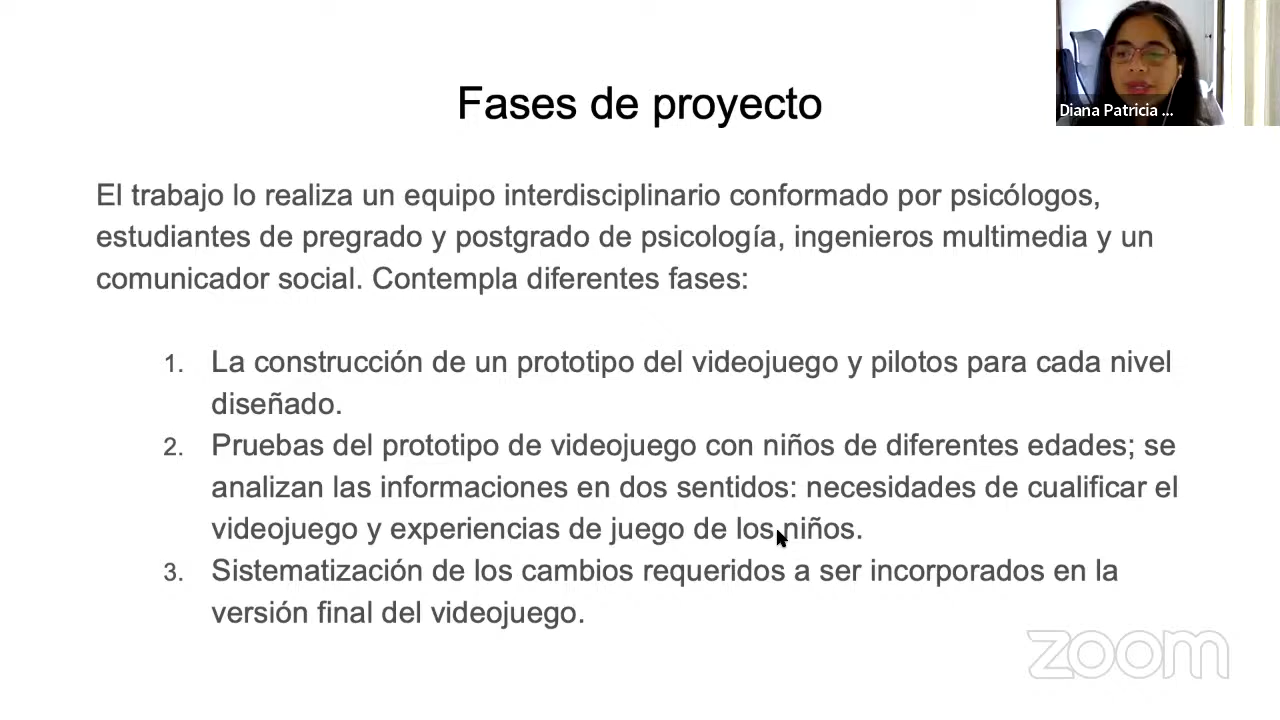 Fases de proyecto
Diana Patricia ...
El trabajo lo realiza un equipo interdisciplinario conformado por psicólogos,
estudiantes de pregrado y postgrado de psicología, ingenieros multimedia y un
comunicador social. Contempla diferentes fases:
1. La construcción de un prototipo del videojuego y pilotos para cada nivel
diseñado.
2. Pruebas del prototipo de videojuego con niños de diferentes edades; se
analizan las informaciones en dos sentidos: necesidades de cualificar el
videojuego y experiencias de juego de los niños.
3. Sistematización de los cambios requeridos a ser incorporados en la
versión final del videojuego.
zoom